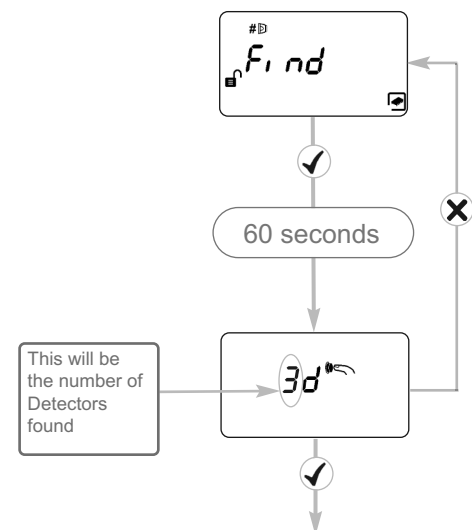 #
Find
60 seconds
This will be
the number of
Detectors
found
3d